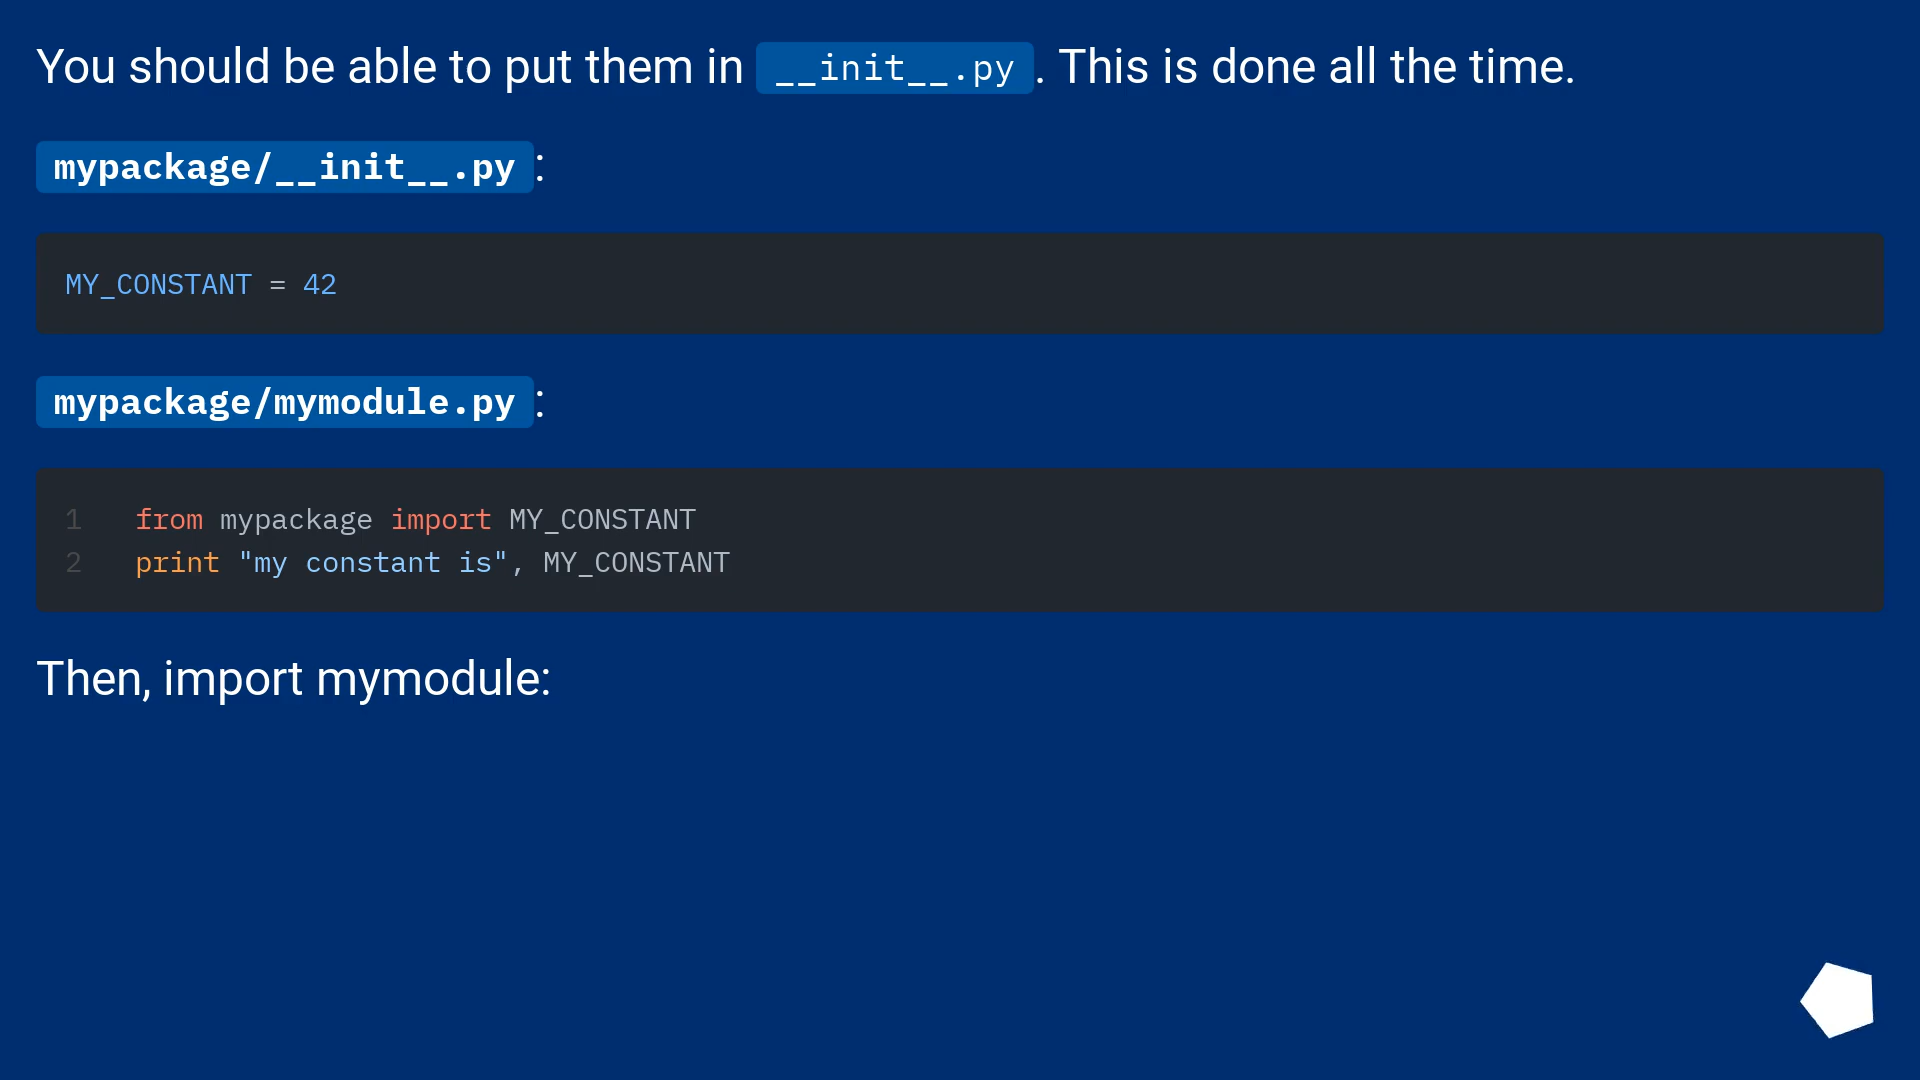 You should be able to put them in __init__.py. This is done all the time.
mypackage/__init__.py:
MY_CONSTANT = 42
mypackage/mymodule.py:
1 from mypackage import MY_CONSTANT
2 print "my constant is", MY_CONSTANT
Then, import mymodule: